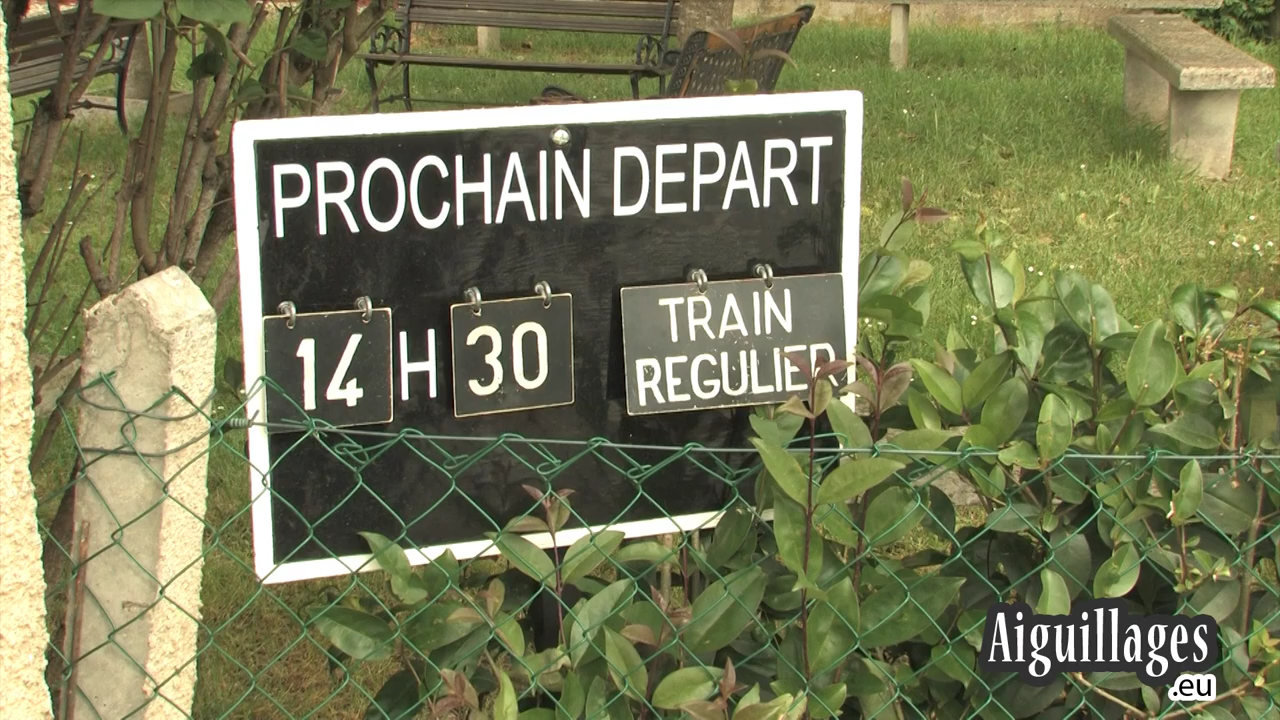 PROCHAIN DEPART
14 H 30
TRAIN
REGULIER
Aiguillages
.eu